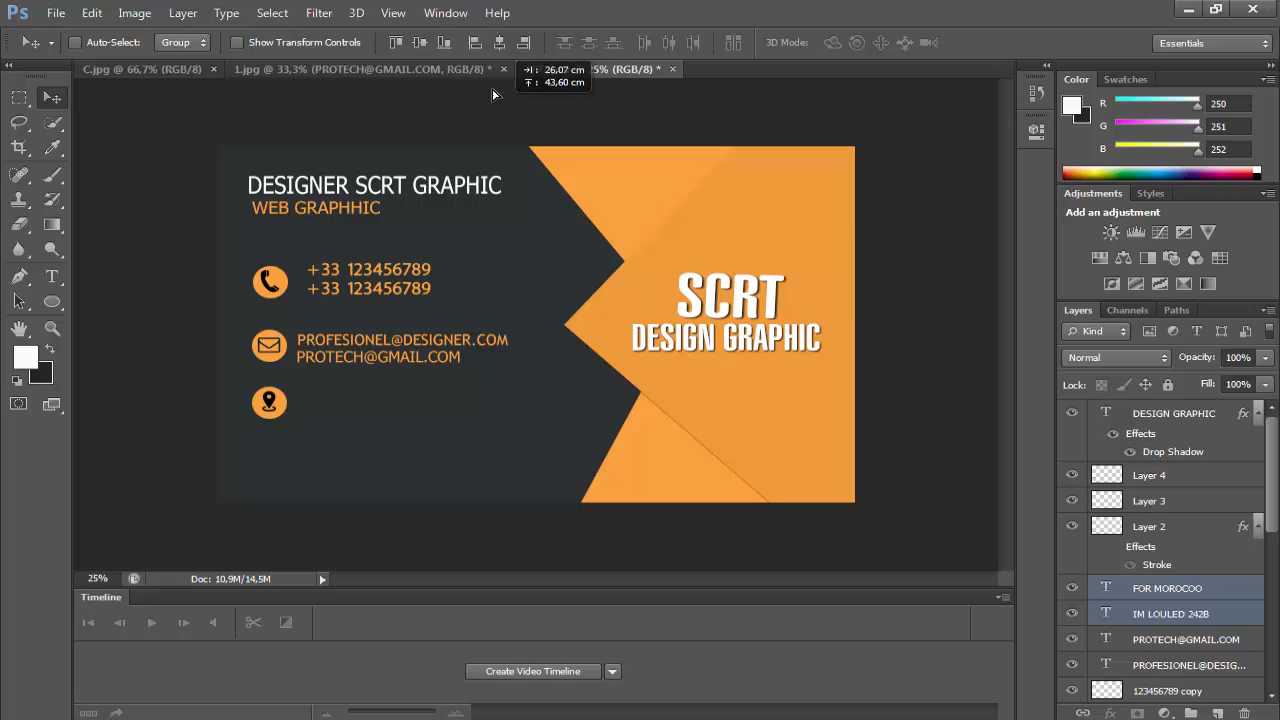 Ps File Edit Image Layer Type Select Filter 3D View Window Help
Auto-Select: Group Show Transform Controls 3D Mode: Essentials
C.jpg @ 66,7% (RGB/8) × 1.jpg @ 33,3% (PROTECH@GMAIL.COM, RGB/8) * × 25% (RGB/8) * ×
: 26,07 cm
: 43,60 cm
DESIGNER SCRT GRAPHIC
WEB GRAPHHIC
+33 123456789
+33 123456789
PROFESIONEL@DESIGNER.COM
PROTECH@GMAIL.COM
SCRT
DESIGN GRAPHIC
25% Doc: 10,9M/14,5M
Timeline
Create Video Timeline
Color Swatches
R 250
G 251
B 252
Adjustments Styles
Add an adjustment
Layers Channels Paths
Kind
Normal Opacity: 100%
Lock: Fill: 100%
T DESIGN GRAPHIC fx
Effects
Drop Shadow
Layer 4
Layer 3
Layer 2 fx
Effects
Stroke
T FOR MOROCOO
T IM LOULED 242B
T PROTECH@GMAIL.COM
T PROFESIONEL@DESIG...
123456789 copy